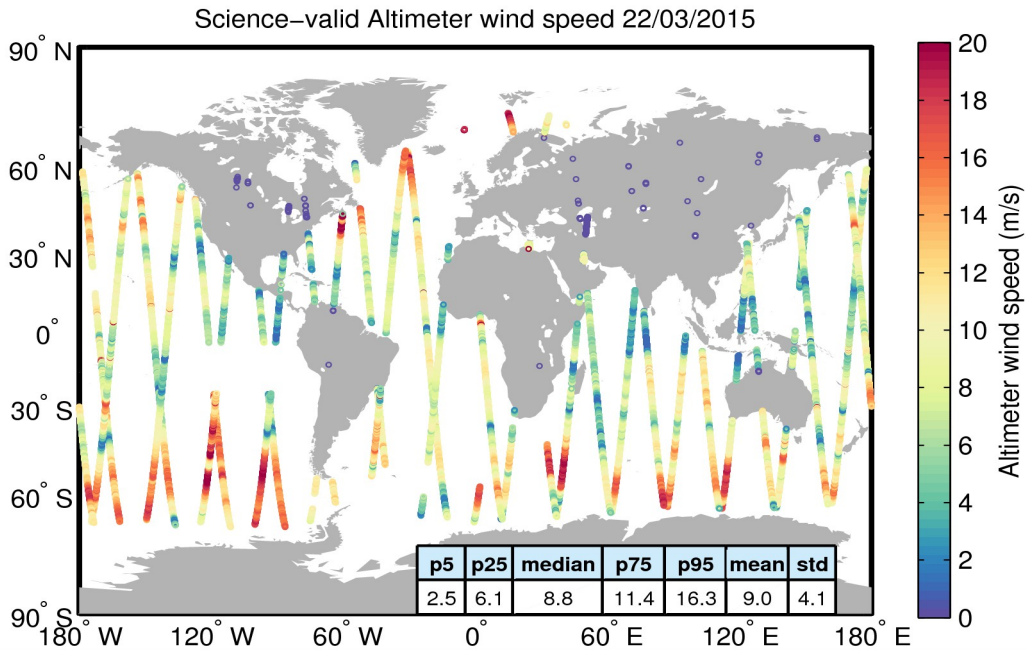 Science−valid Altimeter wind speed 22/03/2015
90° N
60° N
30° N
0°
30° S
60° S
90° S
180° W
120° W
60° W
0°
60° E
120° E
180° E
p5 p25 median p75 p95 mean std
2.5 6.1 8.8 11.4 16.3 9.0 4.1
20
18
16
14
12
10
8
6
4
2
0
Altimeter wind speed (m/s)